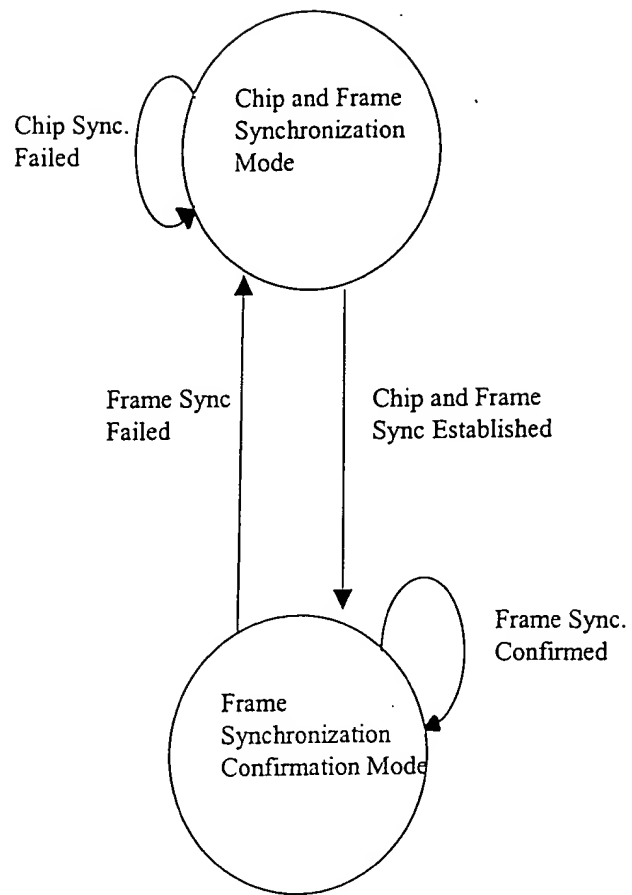 Chip and Frame
Synchronization
Mode
Chip Sync.
Failed
Frame Sync
Failed
Chip and Frame
Sync Established
Frame Sync.
Confirmed
Frame
Synchronization
Confirmation Mode